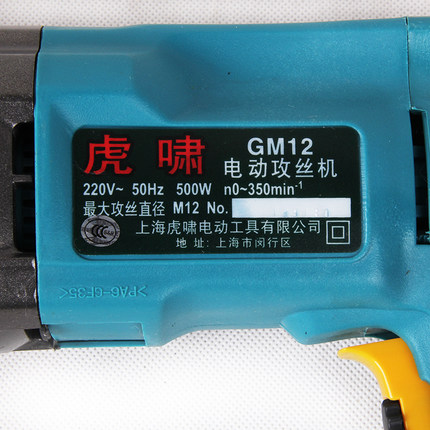 虎啸
GM12
电动攻丝机
220V~ 50Hz 500W n0~350min⁻¹
最大攻丝直径 M12 No.
上海虎啸电动工具有限公司
地 址: 上海市闵行区
>PA6-GF35<